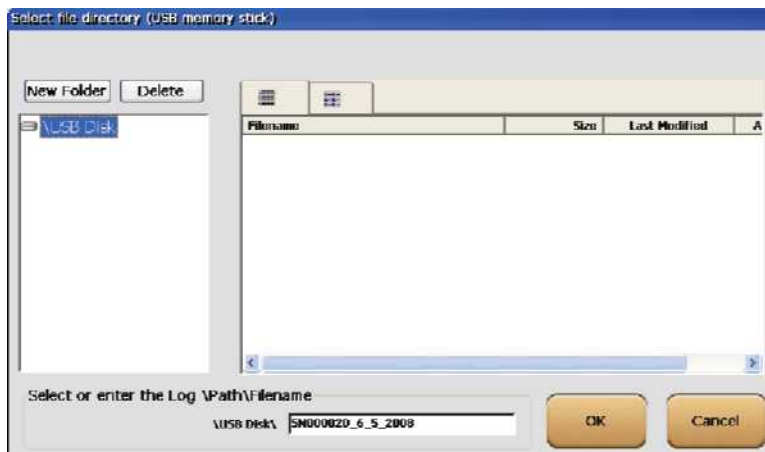 Select file directory (USB memory stick)
New Folder Delete
\USB Disk
Filename Size Last Modified A
Select or enter the Log \Path\Filename
\USB Disk\ SN000020_6_5_2008
OK Cancel